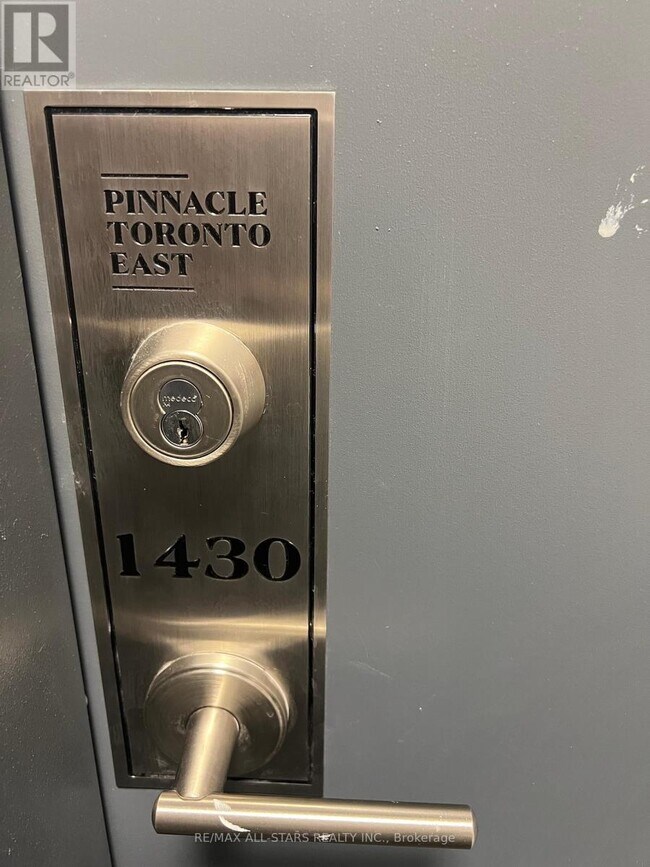 R
REALTOR®
PINNACLE
TORONTO
EAST
medeco
1430
RE/MAX ALL-STARS REALTY INC., Brokerage